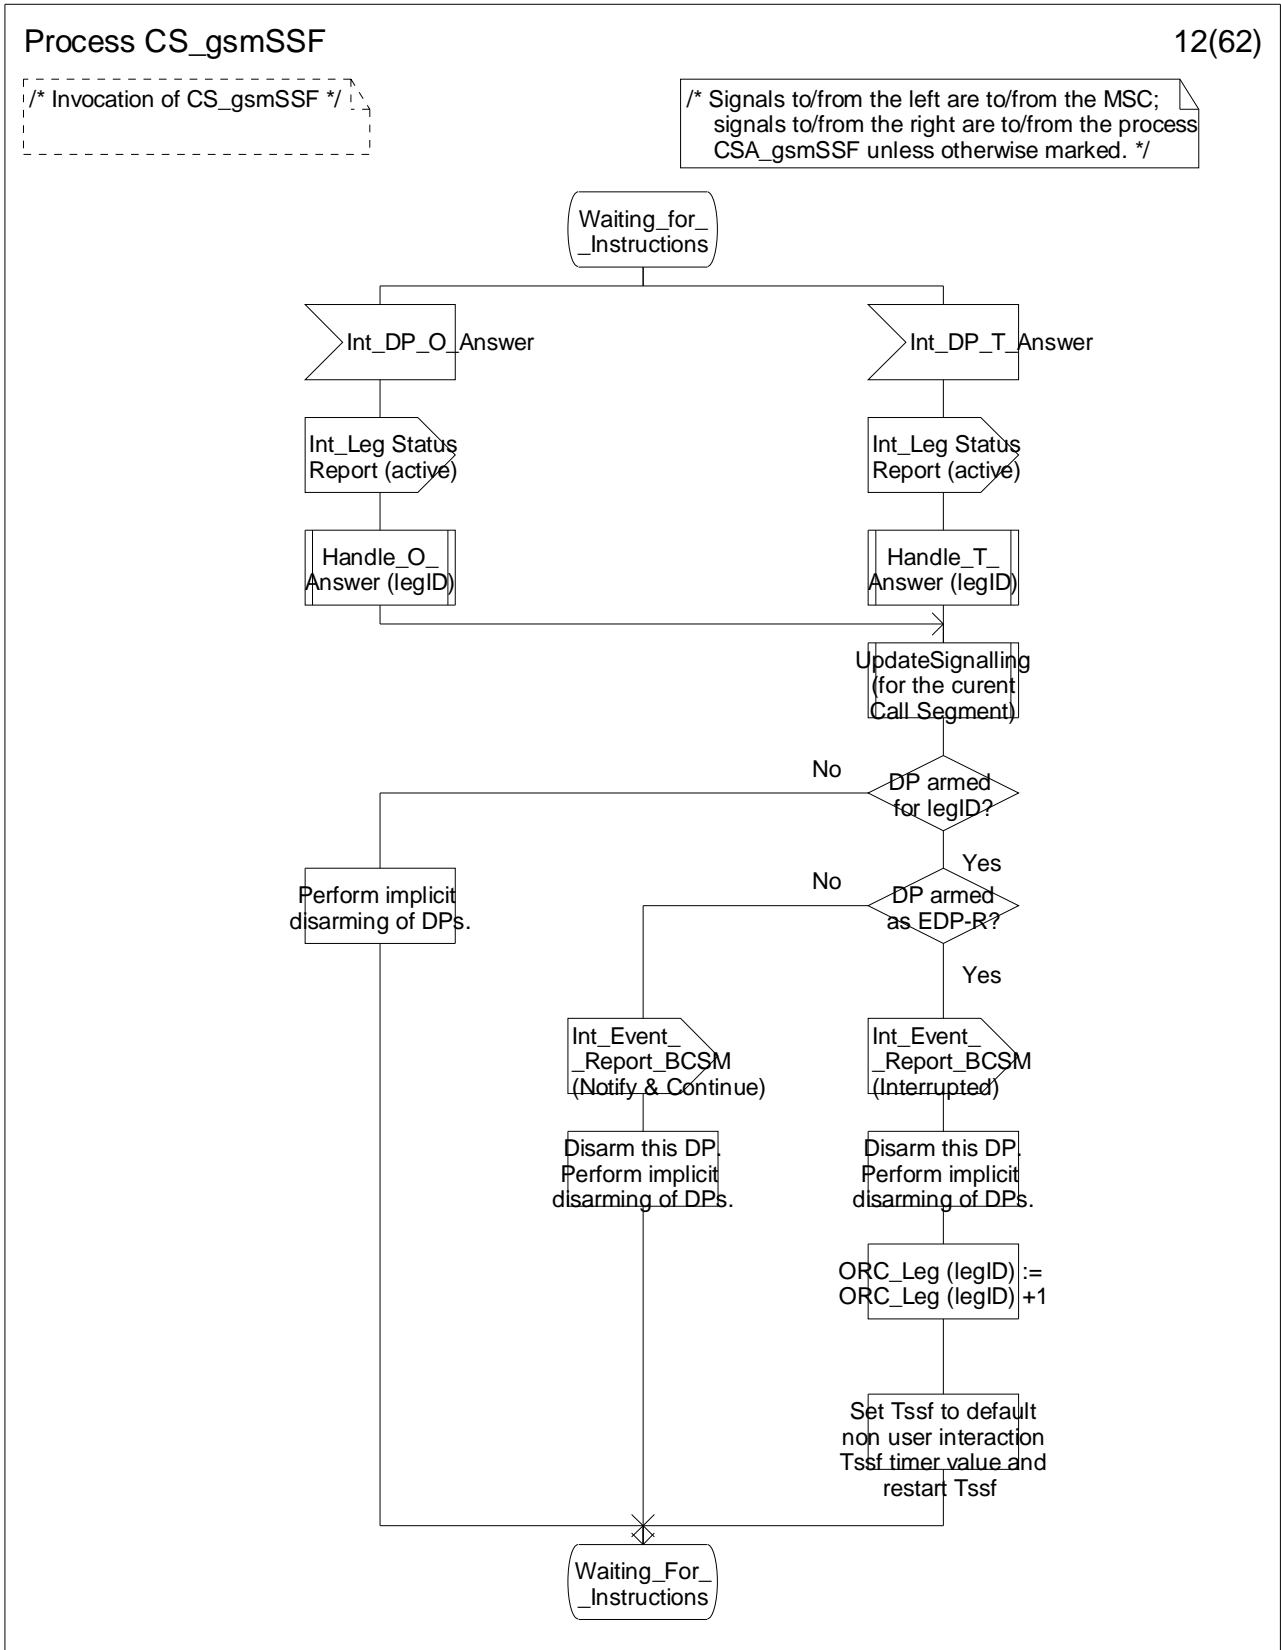 Process CS_gsmSSF
12(62)
/* Invocation of CS_gsmSSF */
/* Signals to/from the left are to/from the MSC;
signals to/from the right are to/from the process
CSA_gsmSSF unless otherwise marked. */
Waiting_for_
_Instructions
Int_DP_O_Answer
Int_DP_T_Answer
Int_Leg Status
Report (active)
Int_Leg Status
Report (active)
Handle_O_
Answer (legID)
Handle_T_
Answer (legID)
UpdateSignalling
(for the curent
Call Segment)
No
DP armed
for legID?
Yes
Perform implicit
disarming of DPs.
No
DP armed
as EDP-R?
Yes
Int_Event_
_Report_BCSM
(Notify & Continue)
Int_Event_
_Report_BCSM
(Interrupted)
Disarm this DP.
Perform implicit
disarming of DPs.
Disarm this DP.
Perform implicit
disarming of DPs.
ORC_Leg (legID) :=
ORC_Leg (legID) +1
Set Tssf to default
non user interaction
Tssf timer value and
restart Tssf
Waiting_For_
_Instructions